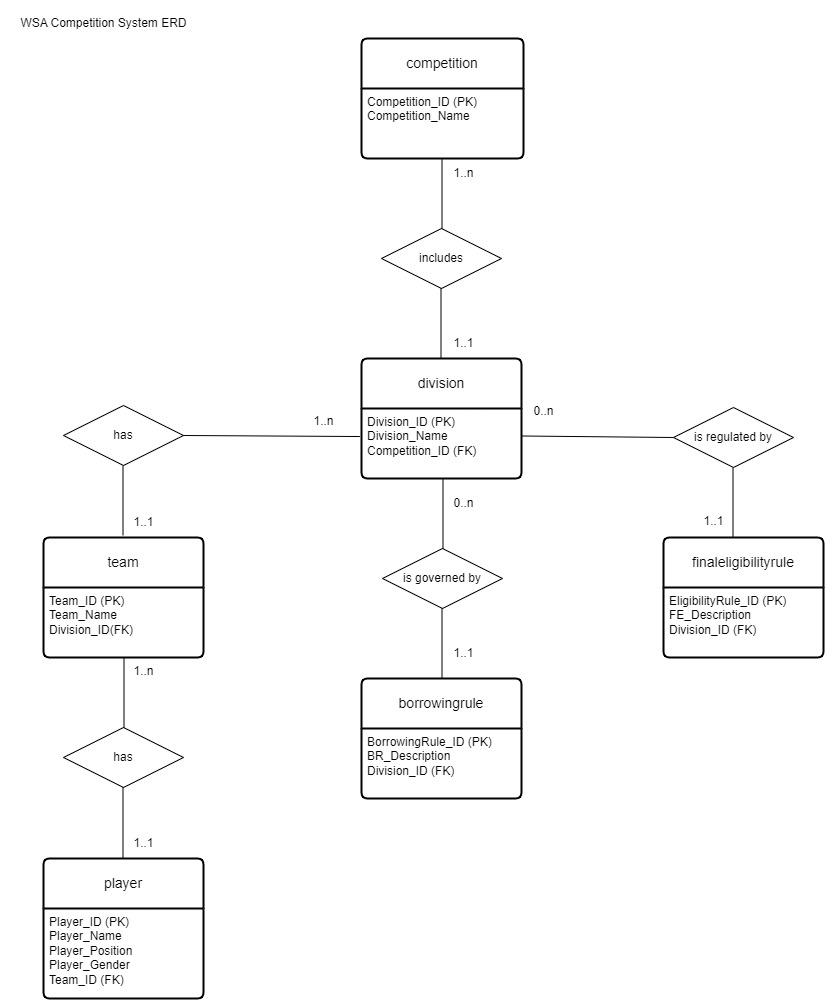 WSA Competition System ERD
competition
Competition_ID (PK)
Competition_Name
1..n
includes
1..1
division
Division_ID (PK)
Division_Name
Competition_ID (FK)
1..n
0..n
has
is regulated by
0..n
1..1
1..1
team
Team_ID (PK)
Team_Name
Division_ID(FK)
finaleligibilityrule
EligibilityRule_ID (PK)
FE_Description
Division_ID (FK)
is governed by
1..1
1..n
borrowingrule
BorrowingRule_ID (PK)
BR_Description
Division_ID (FK)
has
1..1
player
Player_ID (PK)
Player_Name
Player_Position
Player_Gender
Team_ID (FK)